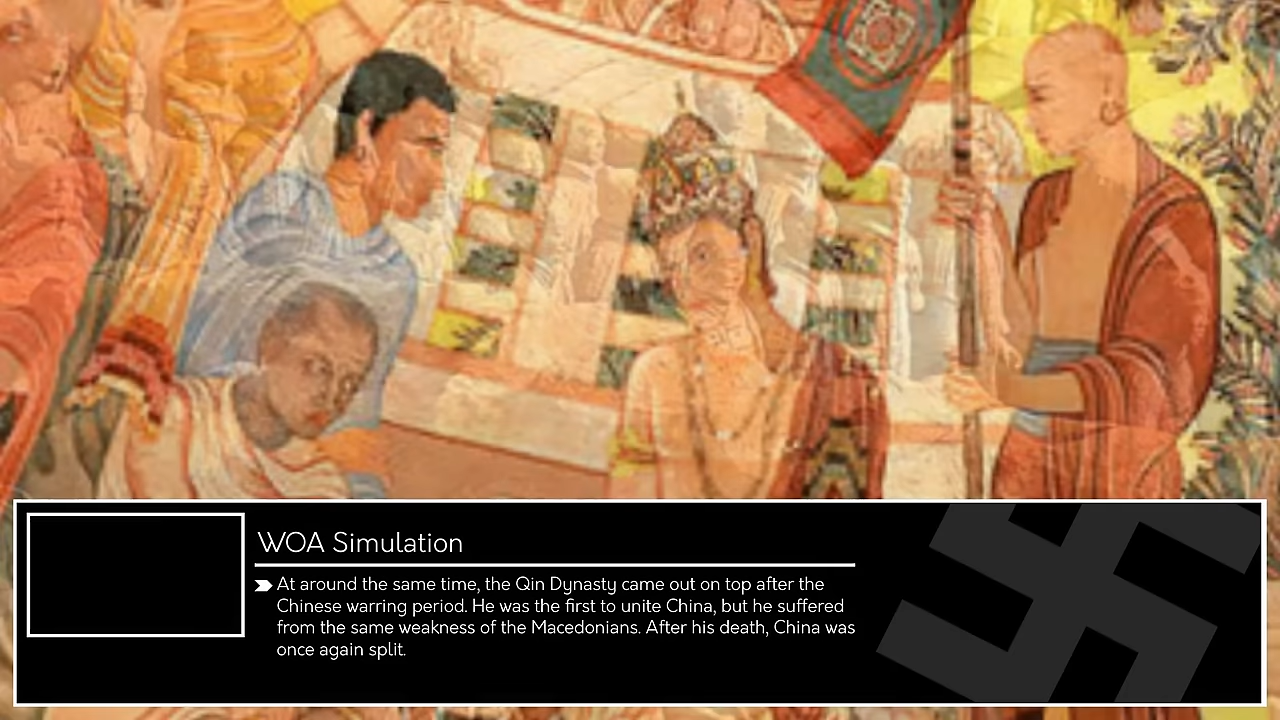 WOA Simulation
At around the same time, the Qin Dynasty came out on top after the
Chinese warring period. He was the first to unite China, but he suffered
from the same weakness of the Macedonians. After his death, China was
once again split.